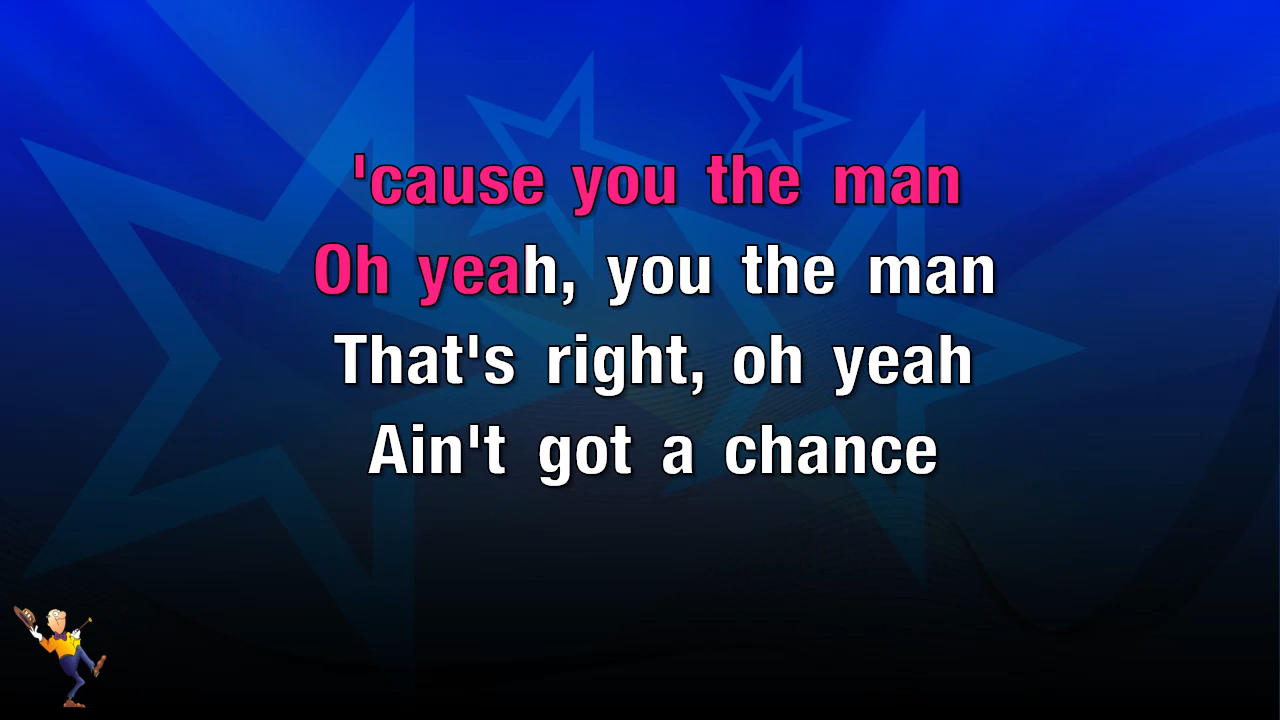 'cause you the man
Oh yeah, you the man
That's right, oh yeah
Ain't got a chance